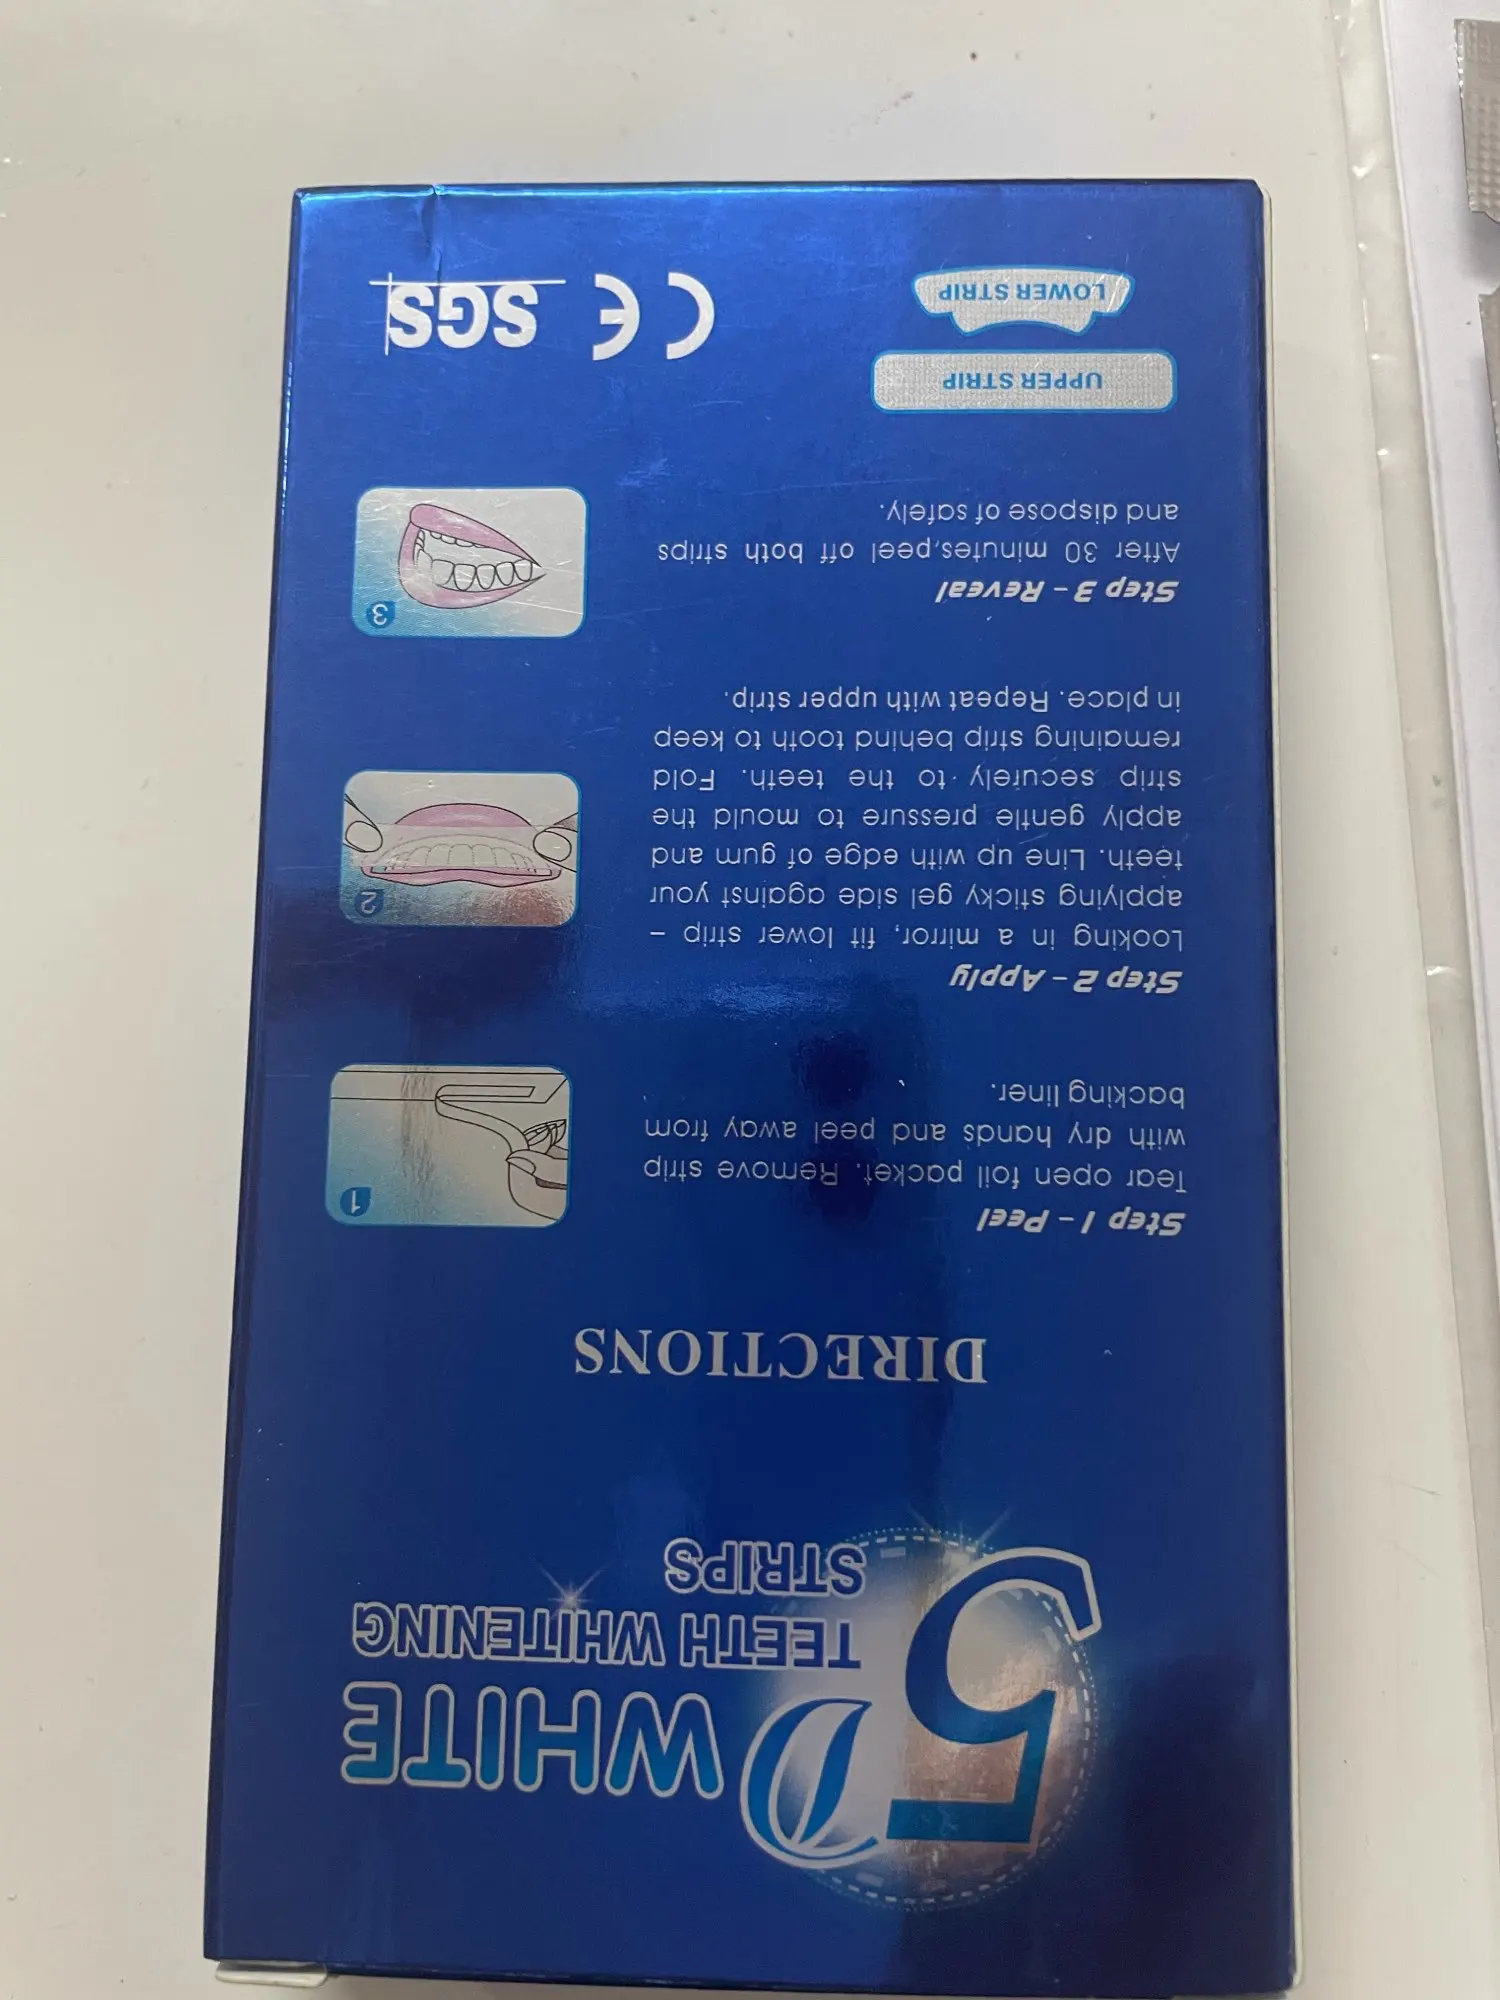 5D WHITE
TEETH WHITENING
STRIPS
DIRECTIONS
Step 1 - Peel
Tear open foil packet. Remove strip
with dry hands and peel away from
backing liner.
1
Step 2 - Apply
Looking in a mirror, fit lower strip –
applying sticky gel side against your
teeth. Line up with edge of gum and
apply gentle pressure to mould the
strip securely to the teeth. Fold
remaining strip behind tooth to keep
in place. Repeat with upper strip.
2
Step 3 - Reveal
After 30 minutes,peel off both strips
and dispose of safely.
3
UPPER STRIP
LOWER STRIP
CE SGS